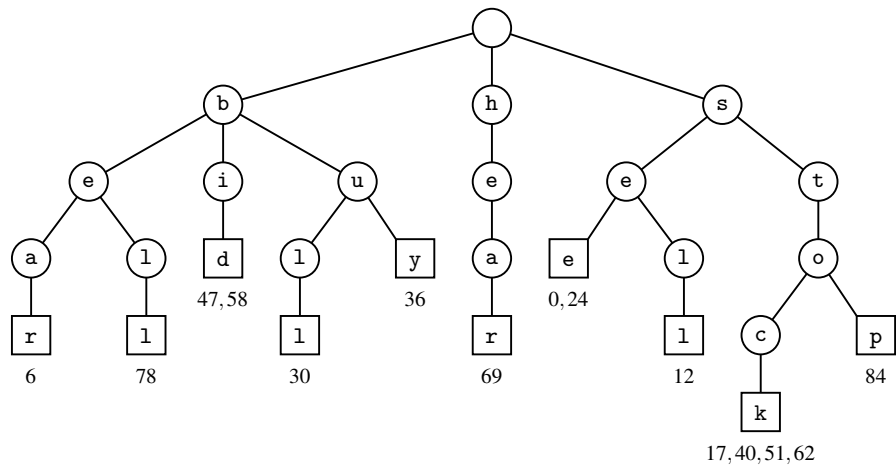 b h s
e i u e e t
a l d l y a e l o
47, 58 36 0, 24
r l l r l c p
6 78 30 69 12 84
k
17, 40, 51, 62